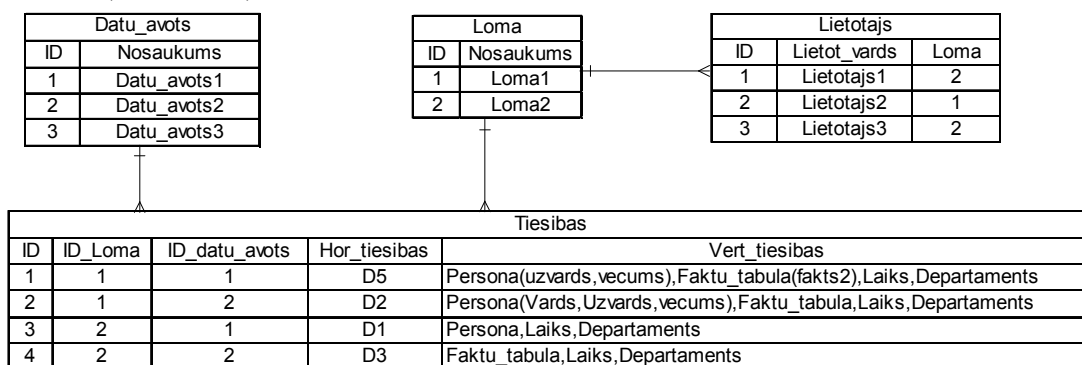 Datu_avots
ID Nosaukums
1 Datu_avots1
2 Datu_avots2
3 Datu_avots3
Loma
ID Nosaukums
1 Loma1
2 Loma2
Lietotajs
ID Lietot_vards Loma
1 Lietotajs1 2
2 Lietotajs2 1
3 Lietotajs3 2
Tiesibas
ID ID_Loma ID_datu_avots Hor_tiesibas Vert_tiesibas
1 1 1 D5 Persona(uzvards,vecums),Faktu_tabula(fakts2),Laiks,Departaments
2 1 2 D2 Persona(Vards,Uzvards,vecums),Faktu_tabula,Laiks,Departaments
3 2 1 D1 Persona,Laiks,Departaments
4 2 2 D3 Faktu_tabula,Laiks,Departaments